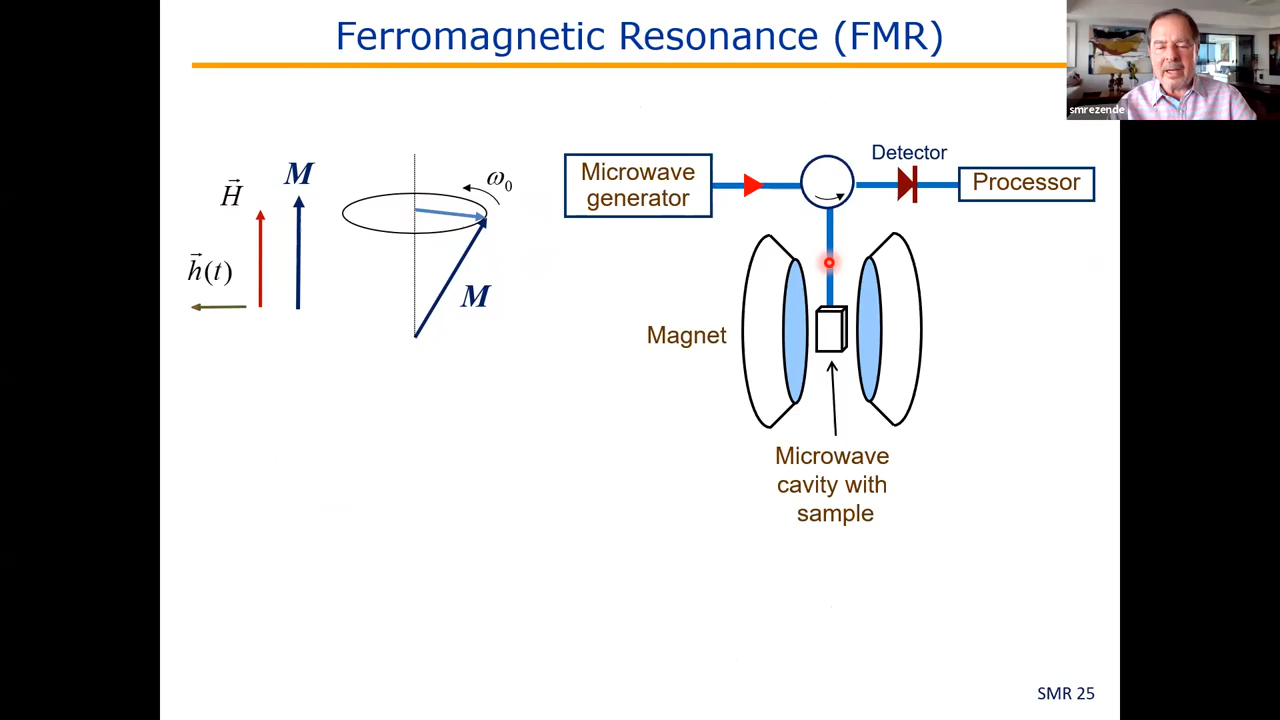 Ferromagnetic Resonance (FMR)
smrezende
H⃗
M
ω₀
h⃗(t)
M
Microwave
generator
Detector
Processor
Magnet
Microwave
cavity with
sample
SMR 25